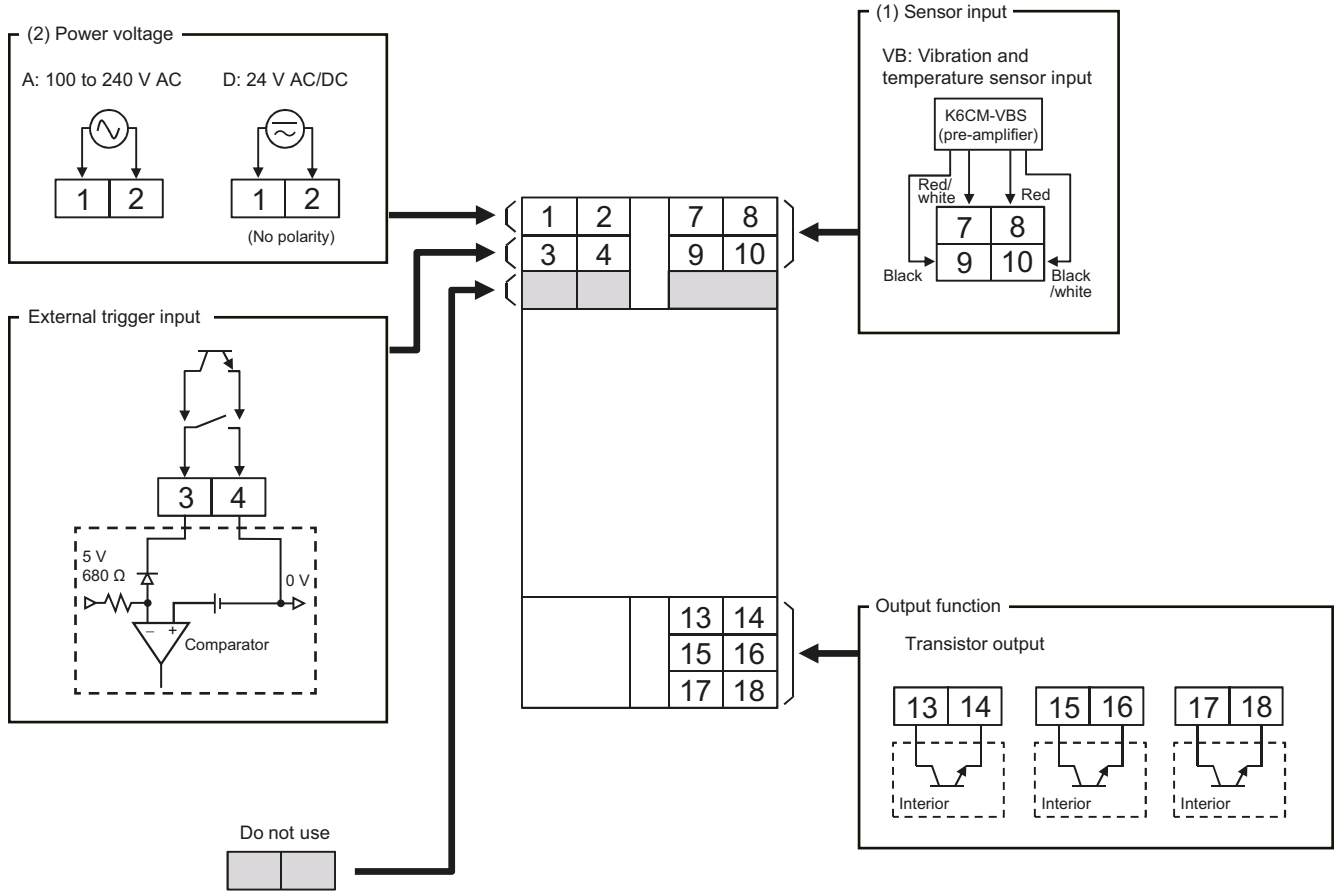 (2) Power voltage
A: 100 to 240 V AC
D: 24 V AC/DC
1 2
1 2
(No polarity)
External trigger input
3 4
5 V
680 Ω
0 V
– +
Comparator
Do not use
1 2 7 8
3 4 9 10
13 14
15 16
17 18
(1) Sensor input
VB: Vibration and
temperature sensor input
K6CM-VBS
(pre-amplifier)
Red/
white
Red
7 8
9 10
Black
Black
/white
Output function
Transistor output
13 14
15 16
17 18
Interior
Interior
Interior